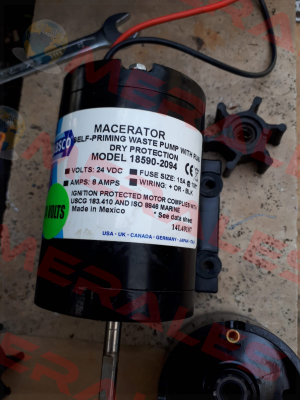 MACERATOR
SELF-PRIMING WASTE PUMP WITH RUN
DRY PROTECTION
MODEL 18590-2094
• VOLTS: 24 VDC • FUSE SIZE: 15A
• AMPS: 8 AMPS • WIRING: + OR - BLK
IGNITION PROTECTED MOTOR COMPLIES WITH
USCG 183.410 AND ISO 8846 MARINE
Made in Mexico * See data sheet
USA - UK - CANADA - GERMANY - JAPAN
VOLTS